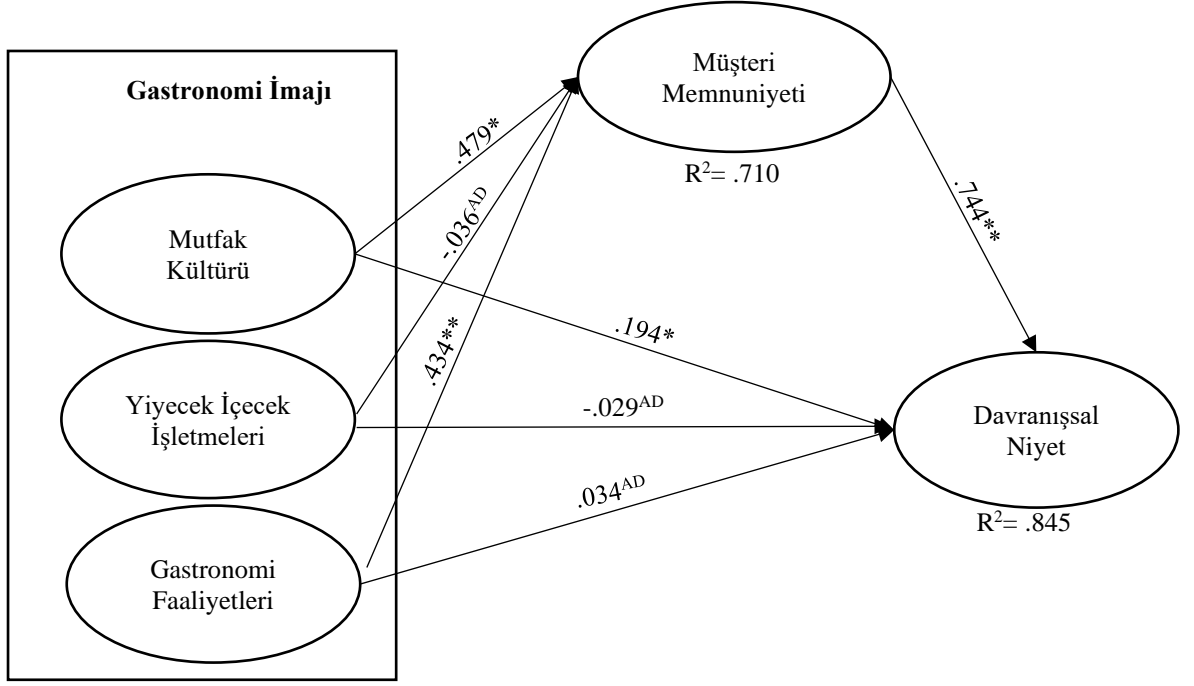 Gastronomi İmajı
Mutfak
Kültürü
Yiyecek İçecek
İşletmeleri
Gastronomi
Faaliyetleri
.479*
-.036ᴬᴰ
.434**
.194*
-.029ᴬᴰ
.034ᴬᴰ
Müşteri
Memnuniyeti
R²= .710
.744**
Davranışsal
Niyet
R²= .845